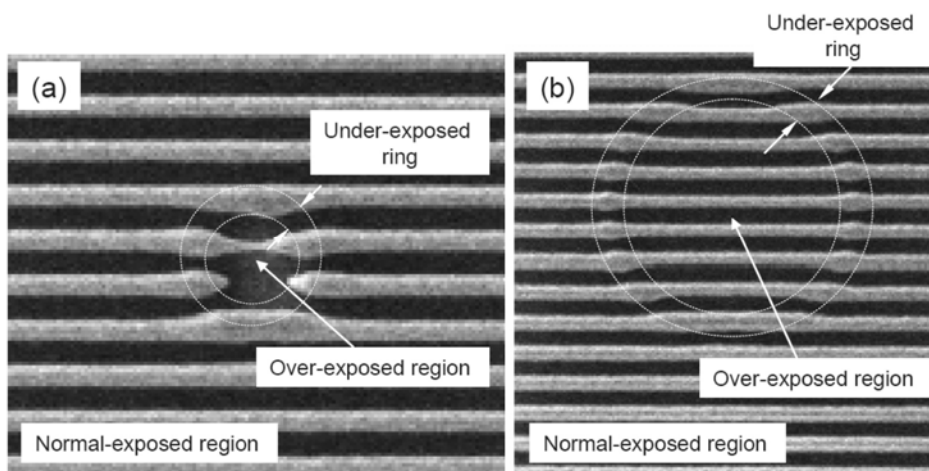 (a)
Under-exposed
ring
Over-exposed region
Normal-exposed region
(b)
Under-exposed
ring
Over-exposed region
Normal-exposed region